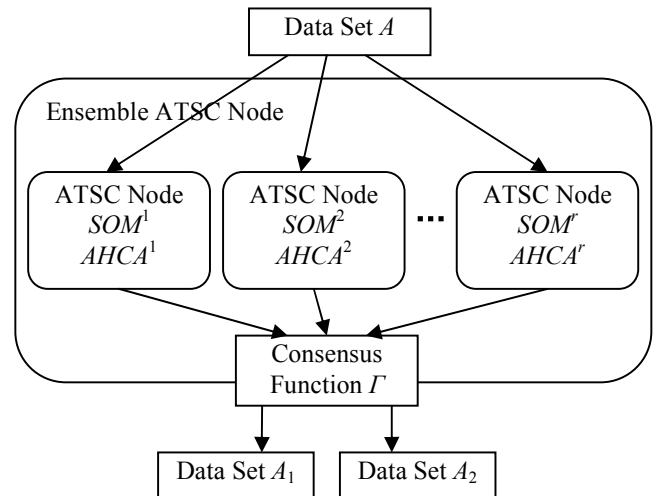 Data Set A
Ensemble ATSC Node
ATSC Node
SOM¹
AHCA¹
ATSC Node
SOM²
AHCA²
...
ATSC Node
SOMʳ
AHCAʳ
Consensus
Function Γ
Data Set A₁
Data Set A₂